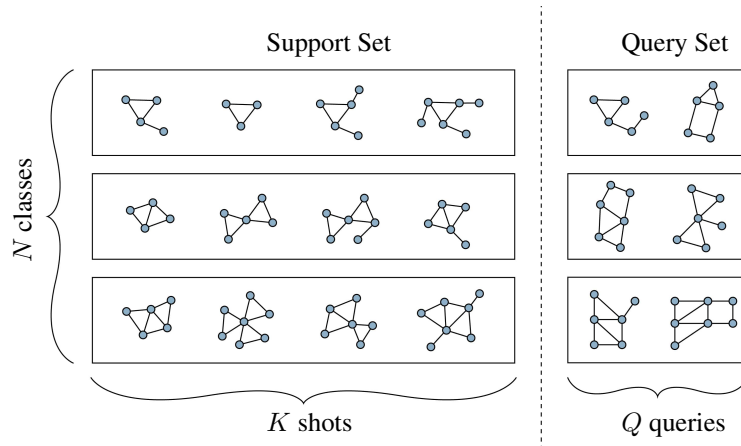 Support Set
Query Set
N classes
K shots
Q queries